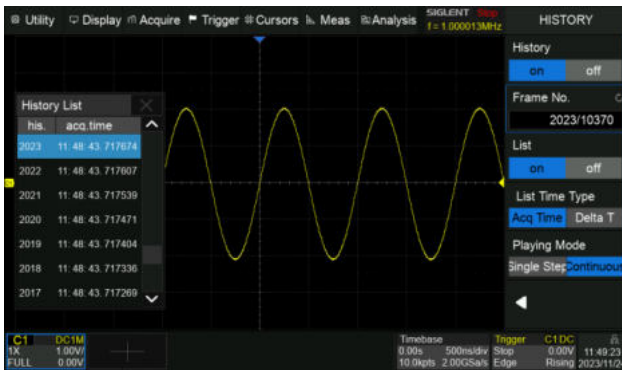 Utility Display Acquire Trigger Cursors Meas Analysis SIGLENT Stop
f = 1.000013MHz
HISTORY
History
on off
Frame No.
2023/10370
List
on off
List Time Type
Acq Time Delta T
Playing Mode
Single Step Continuous
History List
his. acq.time
2023 11: 48: 43. 717674
2022 11: 48: 43. 717607
2021 11: 48: 43. 717539
2020 11: 48: 43. 717471
2019 11: 48: 43. 717404
2018 11: 48: 43. 717336
2017 11: 48: 43. 717269
C1 DC1M
1X 1.00V/
FULL 0.00V
Timebase
0.00s 500ns/div
10.0kpts 2.00GSa/s
Trigger C1 DC
Stop 0.00V
Edge Rising
11:49:23
2023/11/2